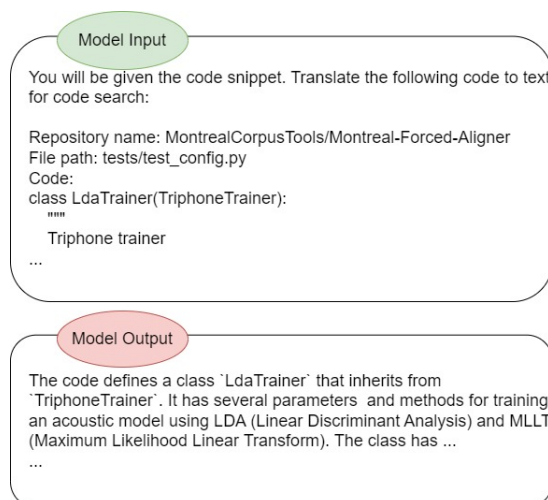 Model Input
You will be given the code snippet. Translate the following code to text
for code search:
Repository name: MontrealCorpusTools/Montreal-Forced-Aligner
File path: tests/test_config.py
Code:
class LdaTrainer(TriphoneTrainer):
"""
Triphone trainer
...
Model Output
The code defines a class `LdaTrainer` that inherits from
`TriphoneTrainer`. It has several parameters and methods for training
an acoustic model using LDA (Linear Discriminant Analysis) and MLLT
(Maximum Likelihood Linear Transform). The class has ...
...